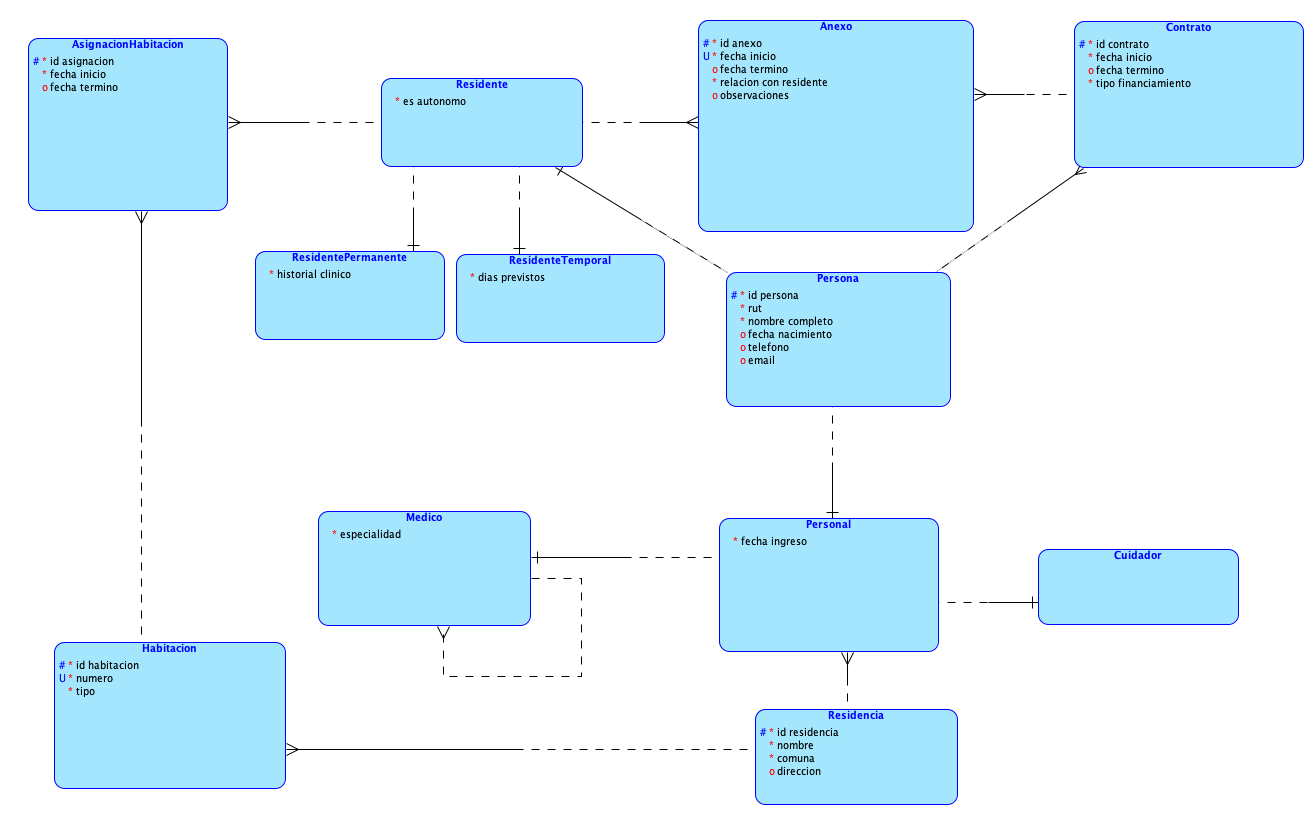 AsignacionHabitacion
# * id asignacion
* fecha inicio
o fecha termino
Residente
* es autonomo
Anexo
# * id anexo
U * fecha inicio
o fecha termino
* relacion con residente
o observaciones
Contrato
# * id contrato
* fecha inicio
o fecha termino
* tipo financiamiento
ResidentePermanente
* historial clinico
ResidenteTemporal
* dias previstos
Persona
# * id persona
* rut
* nombre completo
o fecha nacimiento
o telefono
o email
Medico
* especialidad
Personal
* fecha ingreso
Cuidador
Habitacion
# * id habitacion
U * numero
* tipo
Residencia
# * id residencia
* nombre
* comuna
o direccion